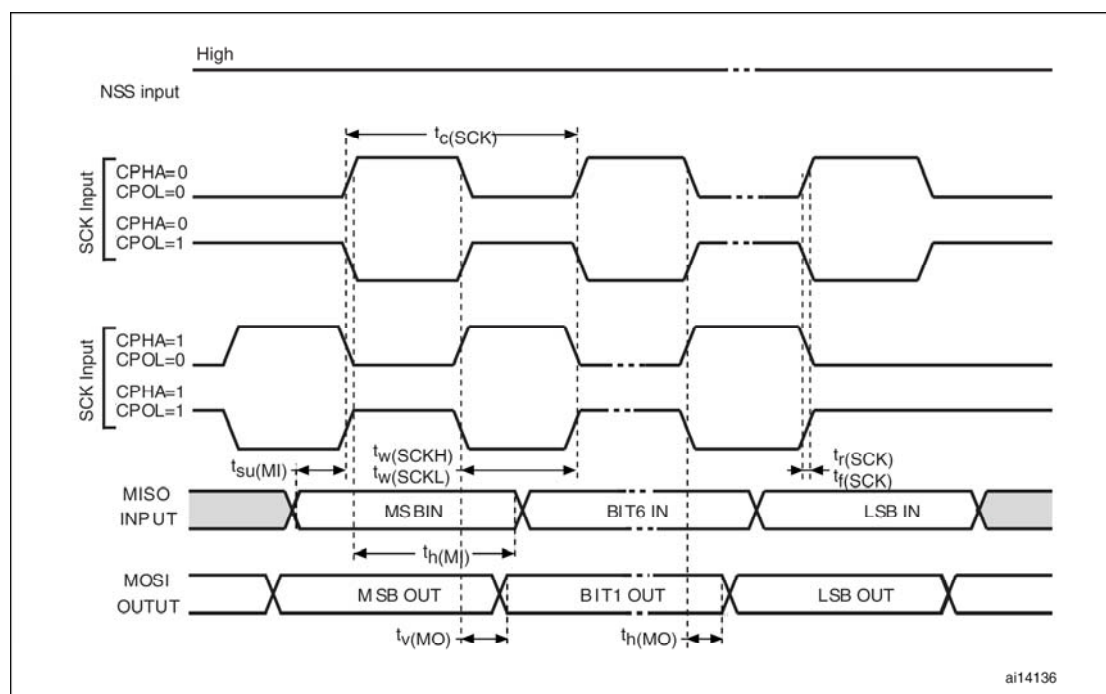 High
NSS input
tc(SCK)
SCK Input
CPHA=0
CPOL=0
CPHA=0
CPOL=1
SCK Input
CPHA=1
CPOL=0
CPHA=1
CPOL=1
tsu(MI)
tw(SCKH)
tw(SCKL)
tr(SCK)
tf(SCK)
MISO
INPUT
MSBIN
BIT6 IN
LSB IN
th(MI)
MOSI
OUTUT
MSB OUT
BIT1 OUT
LSB OUT
tv(MO)
th(MO)
ai14136